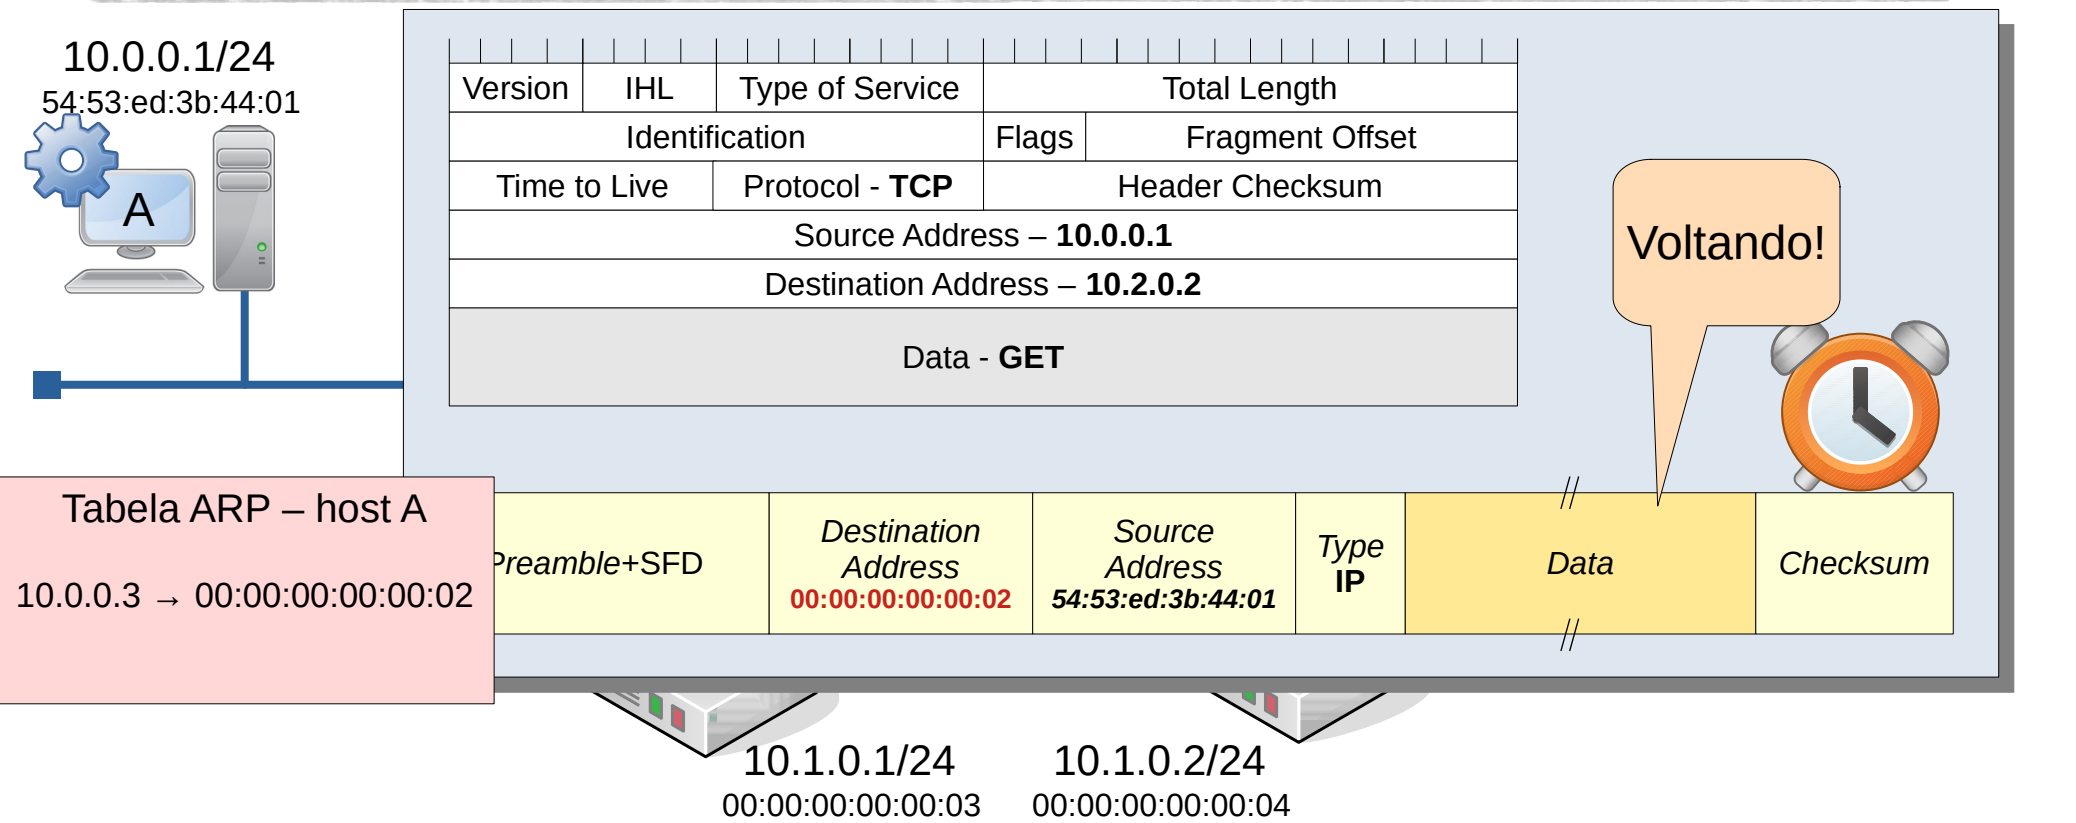 10.0.0.1/24
54:53:ed:3b:44:01
A
Version IHL Type of Service Total Length
Identification Flags Fragment Offset
Time to Live Protocol - TCP Header Checksum
Source Address – 10.0.0.1
Destination Address – 10.2.0.2
Data - GET
Voltando!
Tabela ARP – host A
10.0.0.3 → 00:00:00:00:00:02
Preamble+SFD
Destination
Address
00:00:00:00:00:02
Source
Address
54:53:ed:3b:44:01
Type
IP
Data
Checksum
10.1.0.1/24
00:00:00:00:00:03
10.1.0.2/24
00:00:00:00:00:04